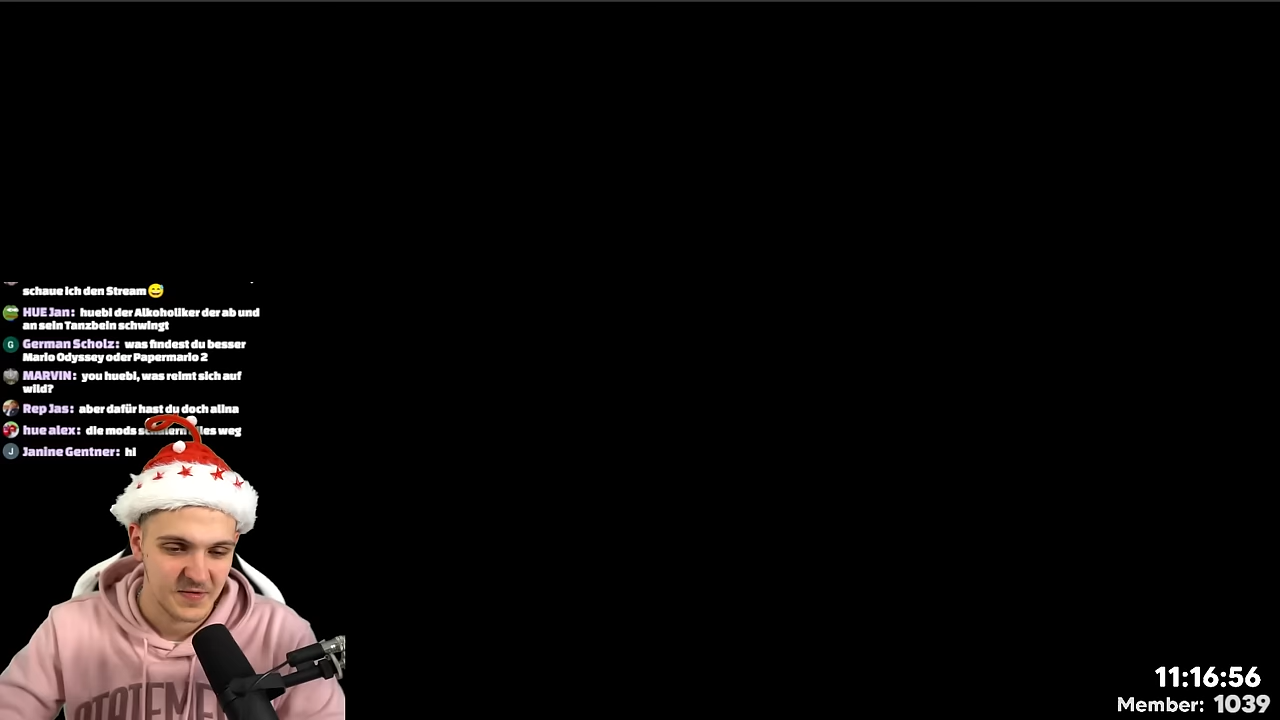 schaue ich den Stream 😅
HUE Jan: huebi der Alkoholiker der ab und
an sein Tanzbein schwingt
G German Scholz: was findest du besser
Mario Odyssey oder Papermario 2
MARVIN: you huebi, was reimt sich auf
wild?
Rep Jas: aber dafür hast du doch alina
hue alex: die mods weg
J Janine Gentner: hi
11:16:56
Member: 1039